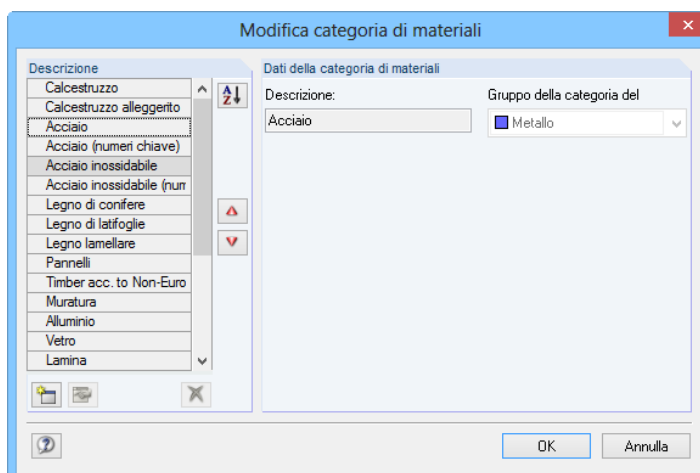 Modifica categoria di materiali
Descrizione
Calcestruzzo
Calcestruzzo alleggerito
Acciaio
Acciaio (numeri chiave)
Acciaio inossidabile
Acciaio inossidabile (num
Legno di conifere
Legno di latifoglie
Legno lamellare
Pannelli
Timber acc. to Non-Euro
Muratura
Alluminio
Vetro
Lamina
Dati della categoria di materiali
Descrizione:
Gruppo della categoria del
Acciaio
Metallo
OK
Annulla